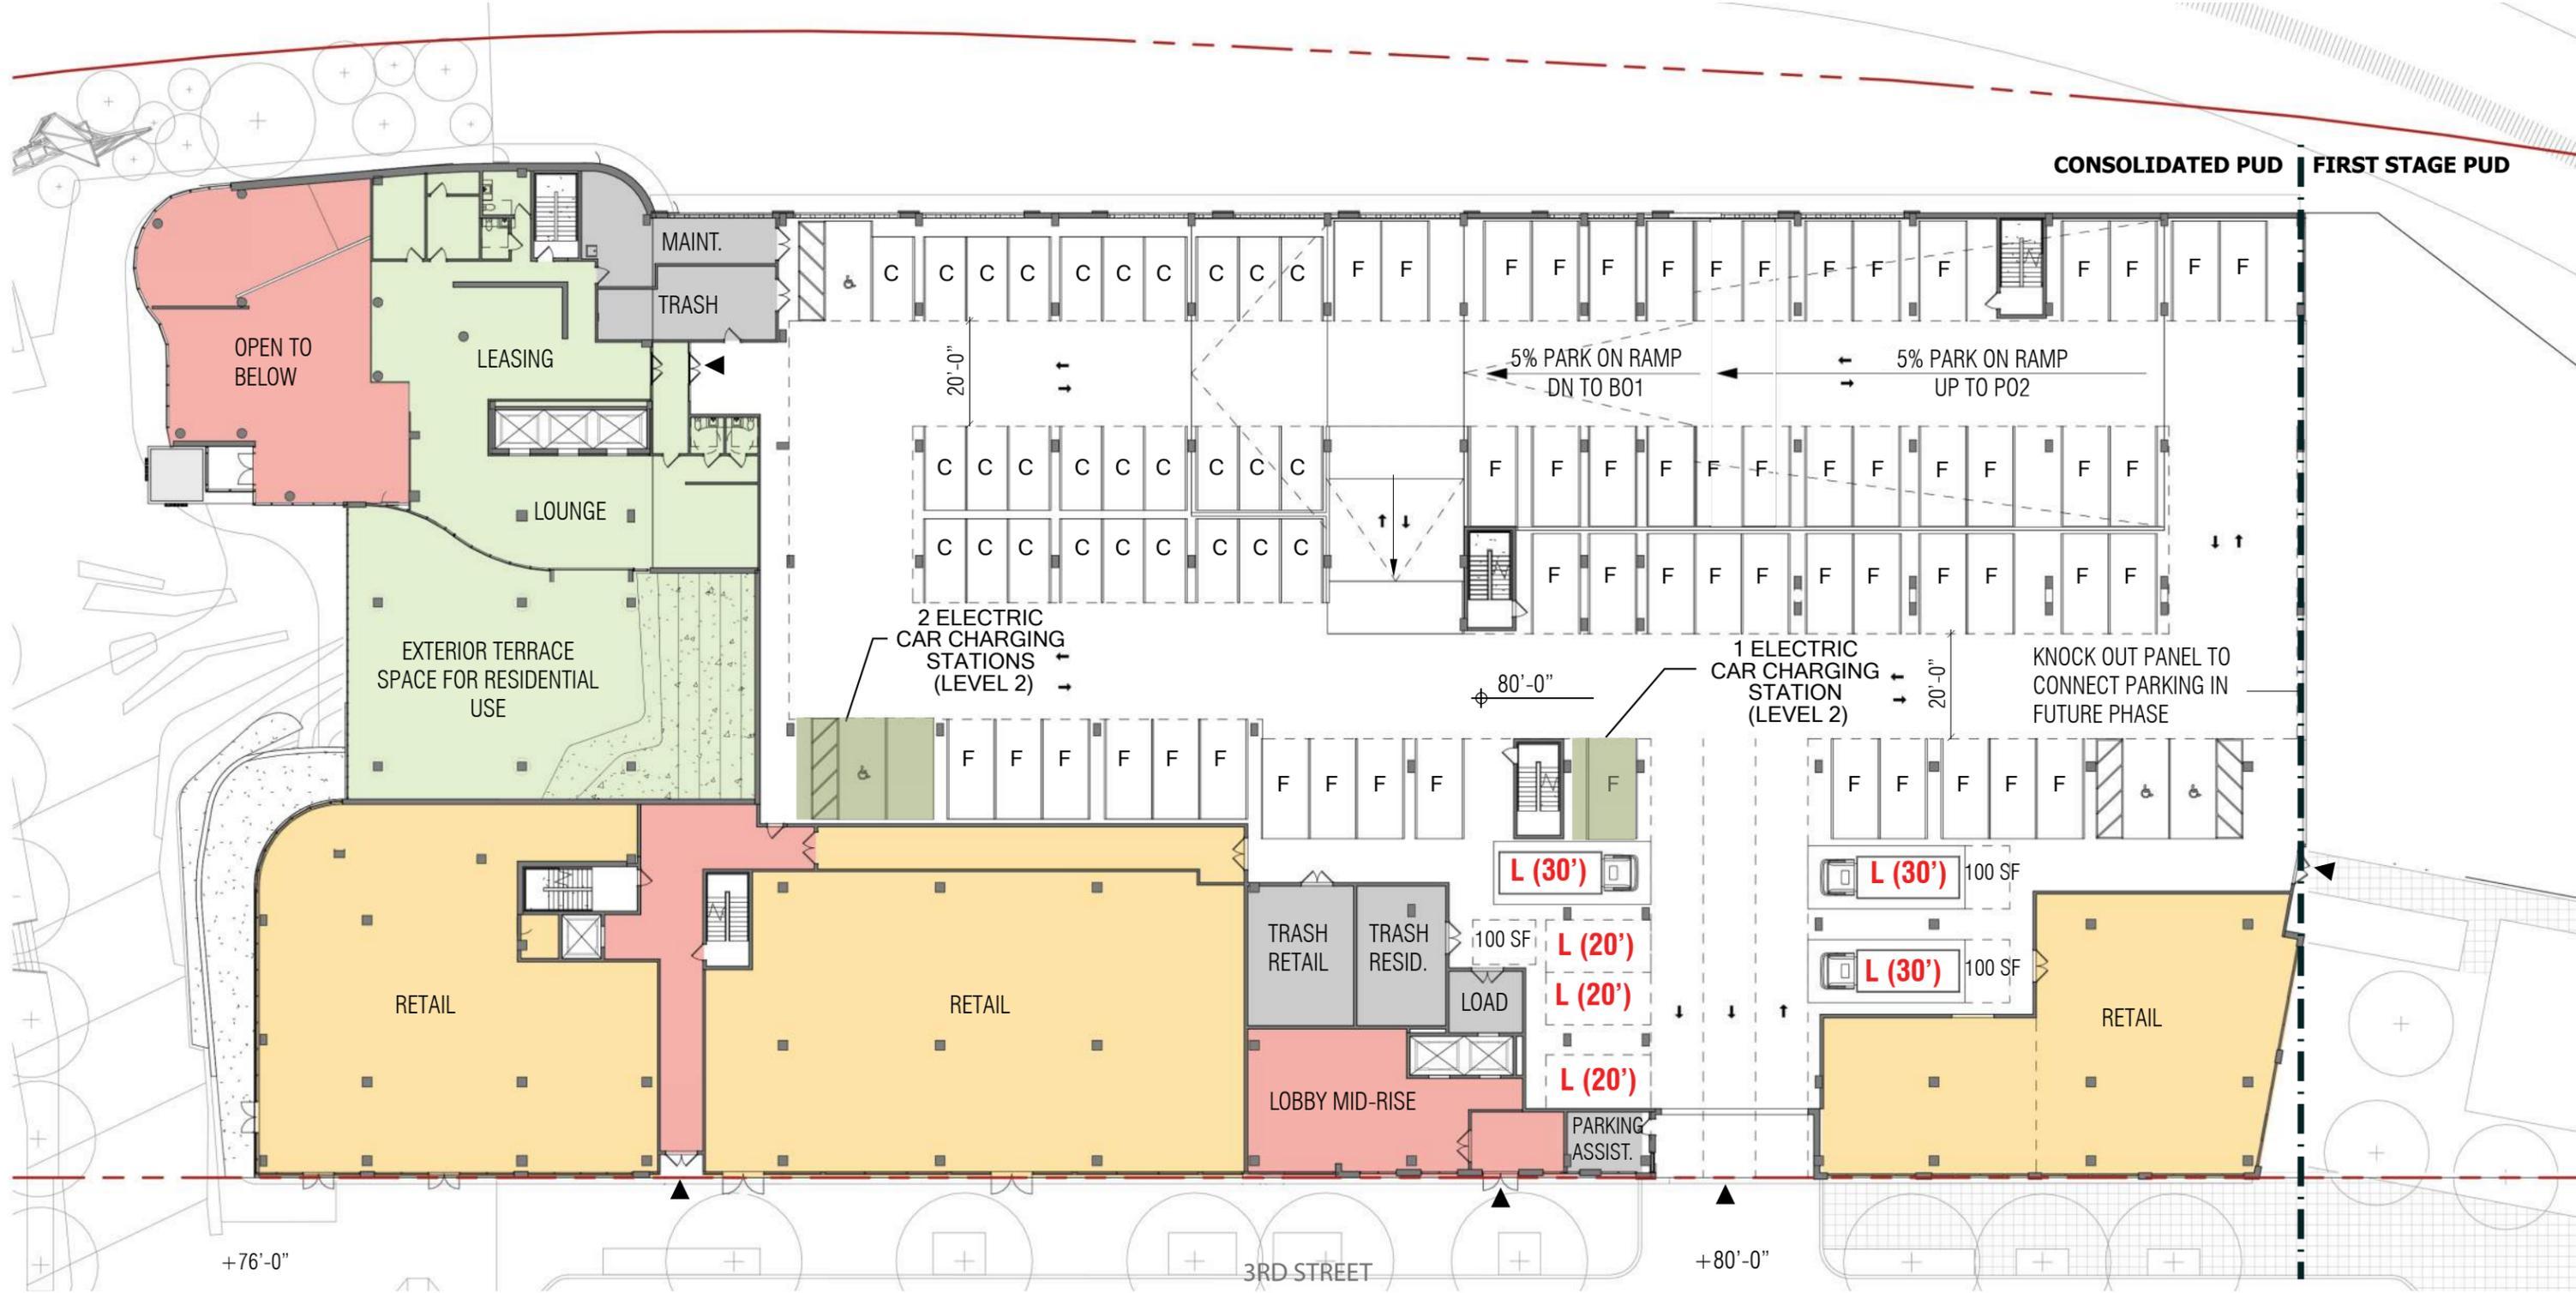 CONSOLIDATED PUD FIRST STAGE PUD
MAINT.
TRASH
C C C C C C C C C C F F F F F F F F F F F F F F F
OPEN TO
BELOW
LEASING
20'-0"
5% PARK ON RAMP
DN TO BO1
5% PARK ON RAMP
UP TO PO2
C C C C C C C C C F F F F F F F F F F F F
LOUNGE
C C C C C C C C C F F F F F F F F F F F
2 ELECTRIC
CAR CHARGING
STATIONS
(LEVEL 2)
1 ELECTRIC
CAR CHARGING
STATION
(LEVEL 2)
20'-0"
KNOCK OUT PANEL TO
CONNECT PARKING IN
FUTURE PHASE
EXTERIOR TERRACE
SPACE FOR RESIDENTIAL
USE
80'-0"
F F F F F F
F F F F F F F F F F
L (30') L (30') 100 SF
TRASH
RETAIL
TRASH
RESID.
100 SF L (20')
L (30') 100 SF
LOAD L (20')
RETAIL
RETAIL
RETAIL
LOBBY MID-RISE
L (20')
PARKING
ASSIST.
+76'-0"
3RD STREET
+80'-0"